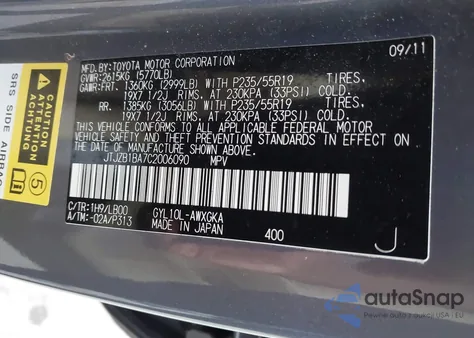 MFD.BY:TOYOTA MOTOR CORPORATION 09/11
GVWR:2615KG (5770LB)
GAWR:FRT. 1360KG (2999LB) WITH P235/55R19 TIRES,
19X7 1/2J RIMS, AT 230KPA (33PSI) COLD.
RR. 1385KG (3056LB) WITH P235/55R19 TIRES,
19X7 1/2J RIMS, AT 230KPA (33PSI) COLD.
THIS VEHICLE CONFORMS TO ALL APPLICABLE FEDERAL MOTOR
VEHICLE SAFETY AND THEFT PREVENTION STANDARDS IN EFFECT ON THE
DATE OF MANUFACTURE SHOWN ABOVE.
JTJZB1BA7C2006090 MPV
C/TR:1H9/LB00 GYL10L-AWXGKA
A/TM:-02A/P313 MADE IN JAPAN 400
J
SRS SIDE AIRBAG
5
autoSnap